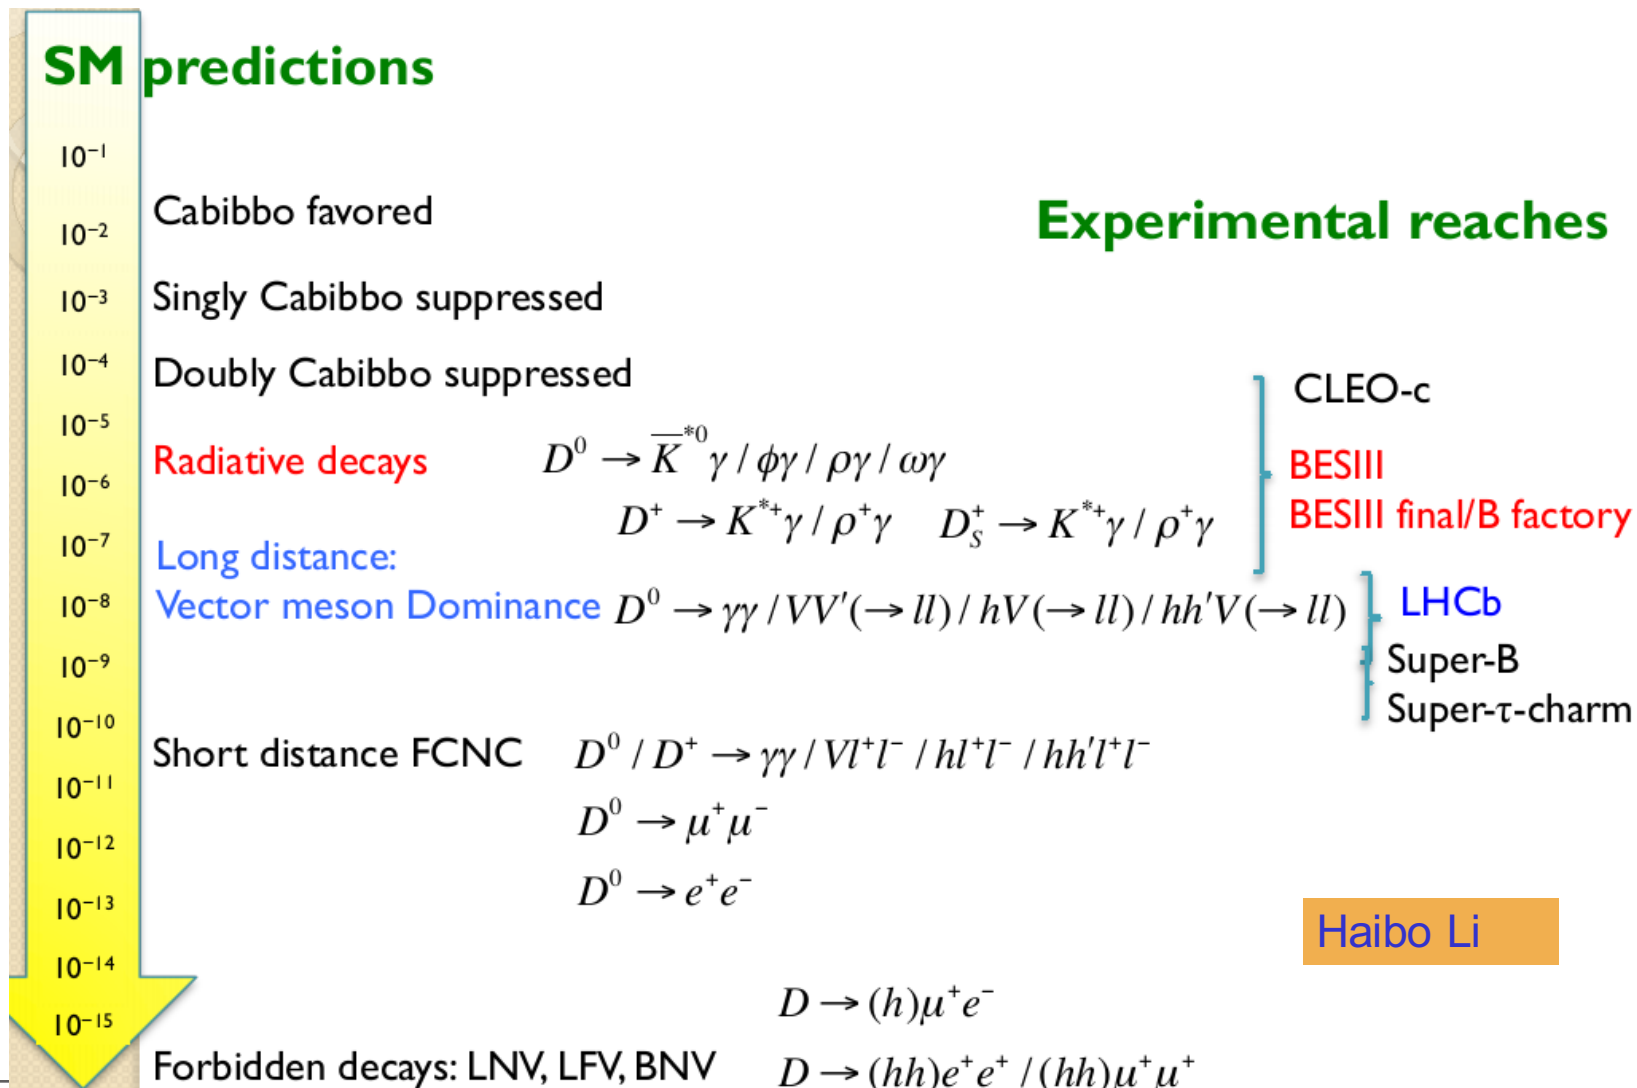 SM predictions
10⁻¹
Cabibbo favored
Experimental reaches
10⁻²
10⁻³ Singly Cabibbo suppressed
10⁻⁴ Doubly Cabibbo suppressed
CLEO-c
10⁻⁵
Radiative decays D⁰ → K̅*⁰γ / φγ / ργ / ωγ
BESIII
10⁻⁶
D⁺ → K*⁺γ / ρ⁺γ D_S⁺ → K*⁺γ / ρ⁺γ
BESIII final/B factory
10⁻⁷
Long distance:
10⁻⁸ Vector meson Dominance D⁰ → γγ / VV′(→ ll) / hV(→ ll) / hh′V(→ ll)
LHCb
10⁻⁹
Super-B
Super-τ-charm
10⁻¹⁰
Short distance FCNC D⁰ / D⁺ → γγ / Vl⁺l⁻ / hl⁺l⁻ / hh′l⁺l⁻
10⁻¹¹
D⁰ → μ⁺μ⁻
10⁻¹²
D⁰ → e⁺e⁻
10⁻¹³
Haibo Li
10⁻¹⁴
D → (h)μ⁺e⁻
10⁻¹⁵
Forbidden decays: LNV, LFV, BNV D → (hh)e⁺e⁺ / (hh)μ⁺μ⁺